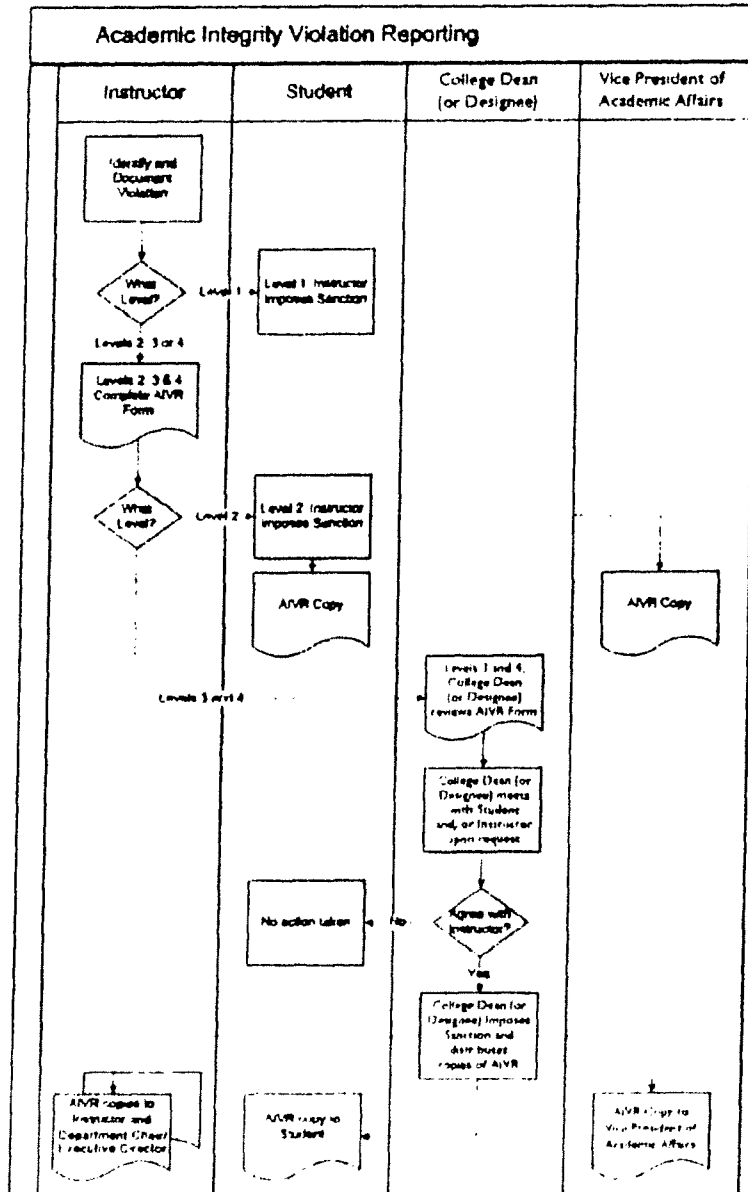 Academic Integrity Violation Reporting
Instructor
Student
College Dean
(or Designee)
Vice President of
Academic Affairs
Identify and
Document
Violation
What
Level?
Level 1
Level 1: Instructor
Imposes Sanction
Levels 2, 3 or 4
Levels 2, 3 & 4
Complete AIVR
Form
What
Level?
Level 2
Level 2: Instructor
Imposes Sanction
AIVR Copy
AIVR Copy
Levels 3 and 4
Levels 3 and 4,
College Dean
(or Designee)
reviews AIVR Form
College Dean (or
Designee) meets
with Student
and, or Instructor
upon request
Agree with
Instructor?
No
No action taken
Yes
College Dean (or
Designee) Imposes
Sanction and
distributes
copies of AIVR
AIVR copies to
Instructor and
Department Chair/
Executive Director
AIVR copy to
Student
AIVR Copy to
Vice President of
Academic Affairs